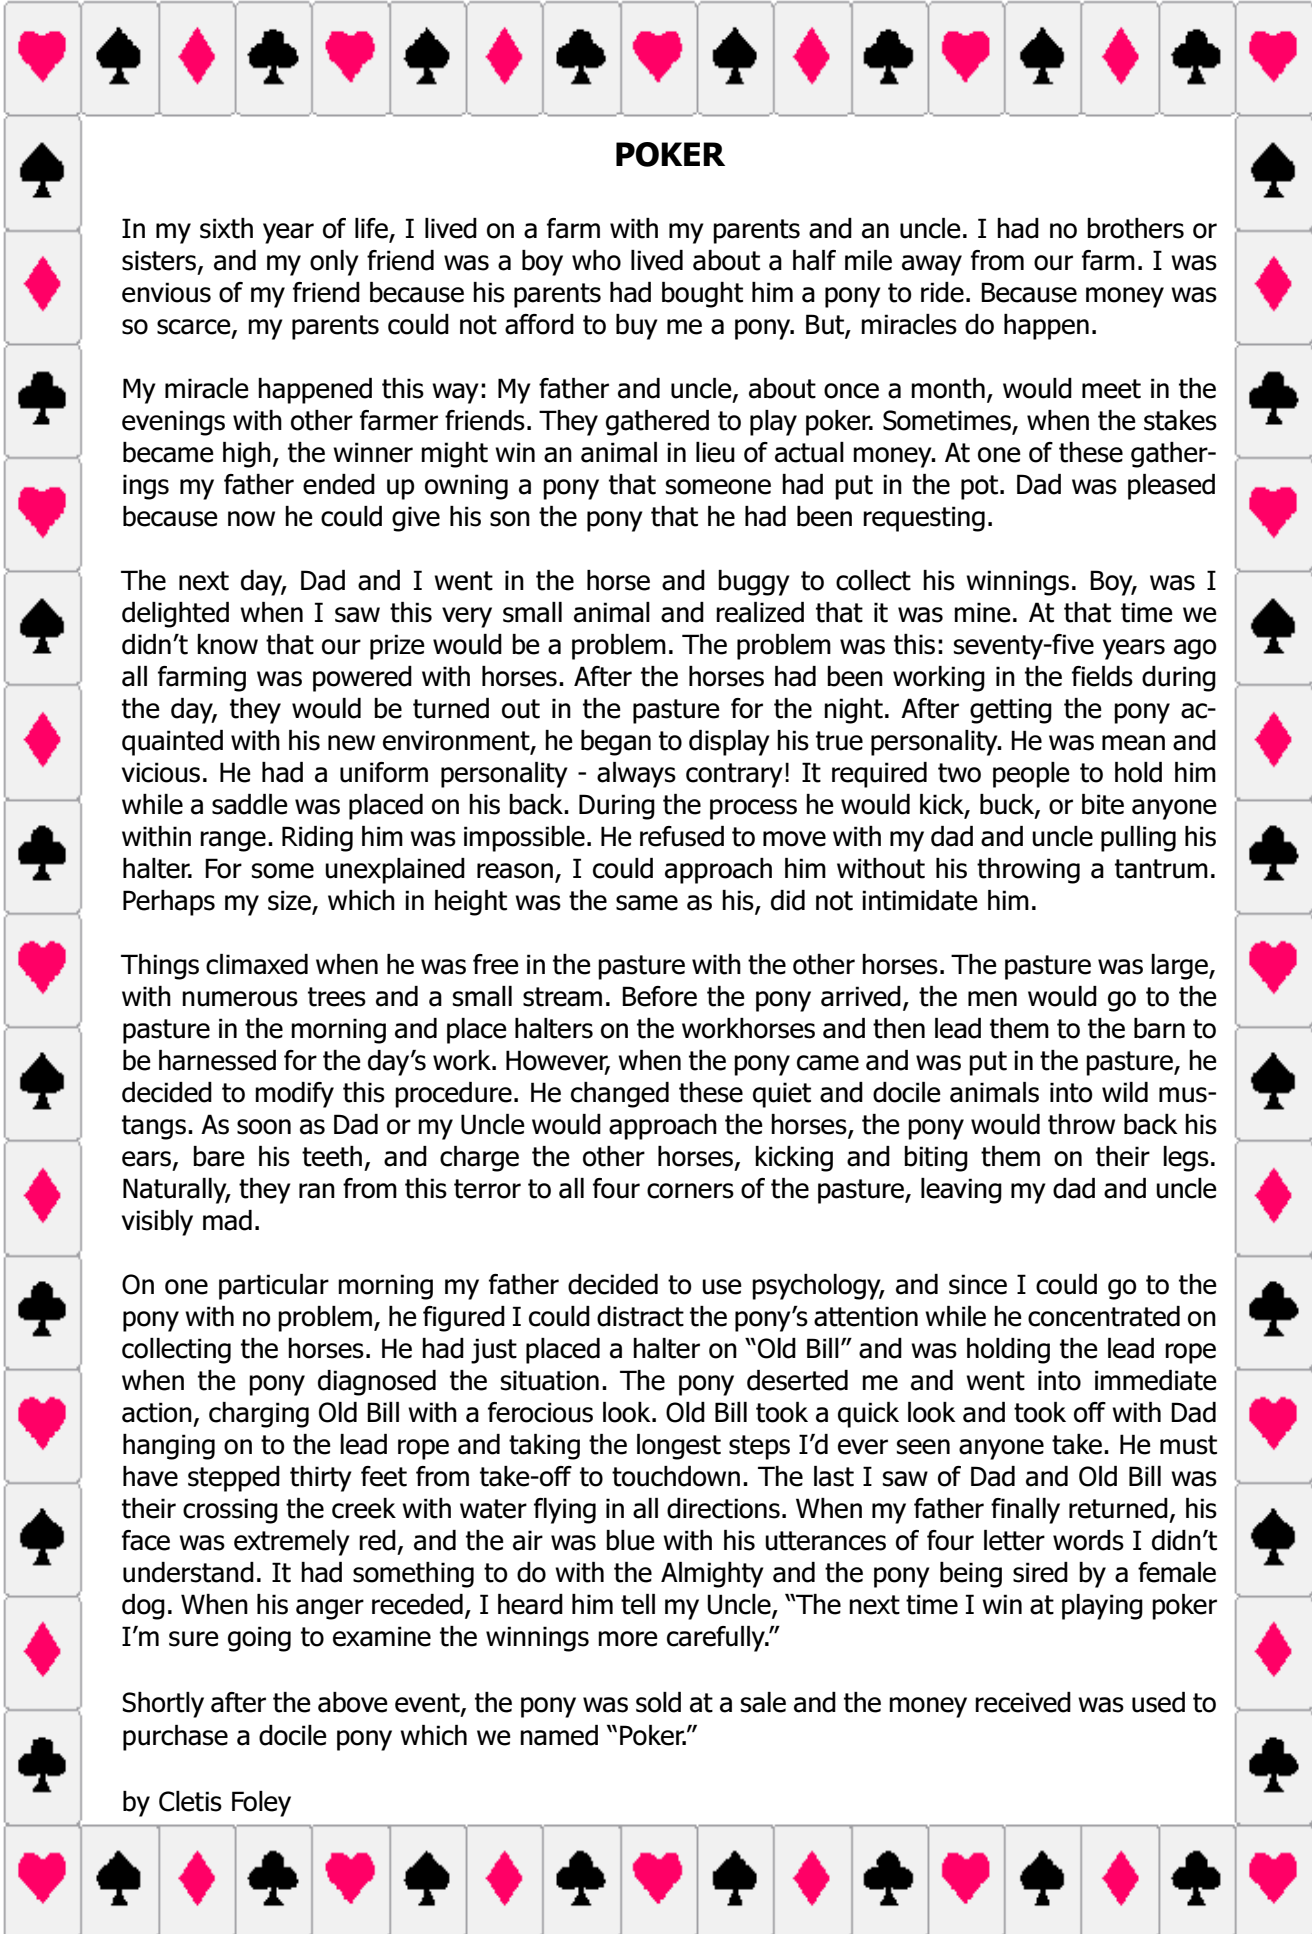 POKER
In my sixth year of life, I lived on a farm with my parents and an uncle. I had no brothers or
sisters, and my only friend was a boy who lived about a half mile away from our farm. I was
envious of my friend because his parents had bought him a pony to ride. Because money was
so scarce, my parents could not afford to buy me a pony. But, miracles do happen.
My miracle happened this way: My father and uncle, about once a month, would meet in the
evenings with other farmer friends. They gathered to play poker. Sometimes, when the stakes
became high, the winner might win an animal in lieu of actual money. At one of these gather-
ings my father ended up owning a pony that someone had put in the pot. Dad was pleased
because now he could give his son the pony that he had been requesting.
The next day, Dad and I went in the horse and buggy to collect his winnings. Boy, was I
delighted when I saw this very small animal and realized that it was mine. At that time we
didn’t know that our prize would be a problem. The problem was this: seventy-five years ago
all farming was powered with horses. After the horses had been working in the fields during
the day, they would be turned out in the pasture for the night. After getting the pony ac-
quainted with his new environment, he began to display his true personality. He was mean and
vicious. He had a uniform personality - always contrary! It required two people to hold him
while a saddle was placed on his back. During the process he would kick, buck, or bite anyone
within range. Riding him was impossible. He refused to move with my dad and uncle pulling his
halter. For some unexplained reason, I could approach him without his throwing a tantrum.
Perhaps my size, which in height was the same as his, did not intimidate him.
Things climaxed when he was free in the pasture with the other horses. The pasture was large,
with numerous trees and a small stream. Before the pony arrived, the men would go to the
pasture in the morning and place halters on the workhorses and then lead them to the barn to
be harnessed for the day’s work. However, when the pony came and was put in the pasture, he
decided to modify this procedure. He changed these quiet and docile animals into wild mus-
tangs. As soon as Dad or my Uncle would approach the horses, the pony would throw back his
ears, bare his teeth, and charge the other horses, kicking and biting them on their legs.
Naturally, they ran from this terror to all four corners of the pasture, leaving my dad and uncle
visibly mad.
On one particular morning my father decided to use psychology, and since I could go to the
pony with no problem, he figured I could distract the pony’s attention while he concentrated on
collecting the horses. He had just placed a halter on “Old Bill” and was holding the lead rope
when the pony diagnosed the situation. The pony deserted me and went into immediate
action, charging Old Bill with a ferocious look. Old Bill took a quick look and took off with Dad
hanging on to the lead rope and taking the longest steps I’d ever seen anyone take. He must
have stepped thirty feet from take-off to touchdown. The last I saw of Dad and Old Bill was
their crossing the creek with water flying in all directions. When my father finally returned, his
face was extremely red, and the air was blue with his utterances of four letter words I didn’t
understand. It had something to do with the Almighty and the pony being sired by a female
dog. When his anger receded, I heard him tell my Uncle, “The next time I win at playing poker
I’m sure going to examine the winnings more carefully.”
Shortly after the above event, the pony was sold at a sale and the money received was used to
purchase a docile pony which we named “Poker.”
by Cletis Foley